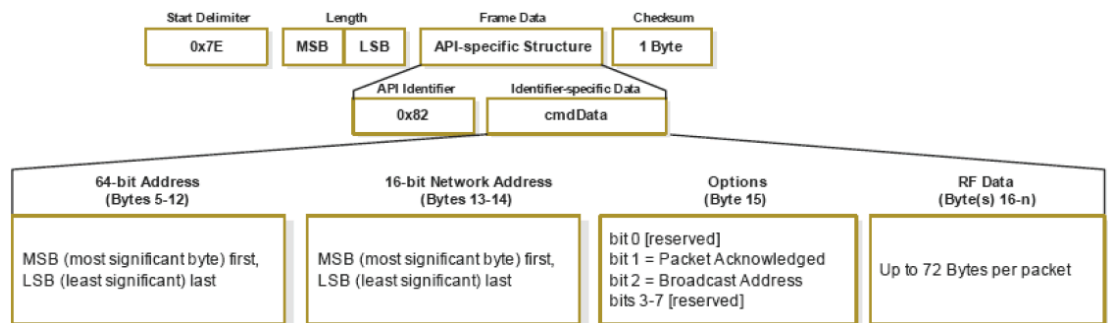 Start Delimiter Length Frame Data Checksum
0x7E MSB LSB API-specific Structure 1 Byte
API Identifier Identifier-specific Data
0x82 cmdData
64-bit Address
(Bytes 5-12)
MSB (most significant byte) first,
LSB (least significant) last
16-bit Network Address
(Bytes 13-14)
MSB (most significant byte) first,
LSB (least significant) last
Options
(Byte 15)
bit 0 [reserved]
bit 1 = Packet Acknowledged
bit 2 = Broadcast Address
bits 3-7 [reserved]
RF Data
(Byte(s) 16-n)
Up to 72 Bytes per packet